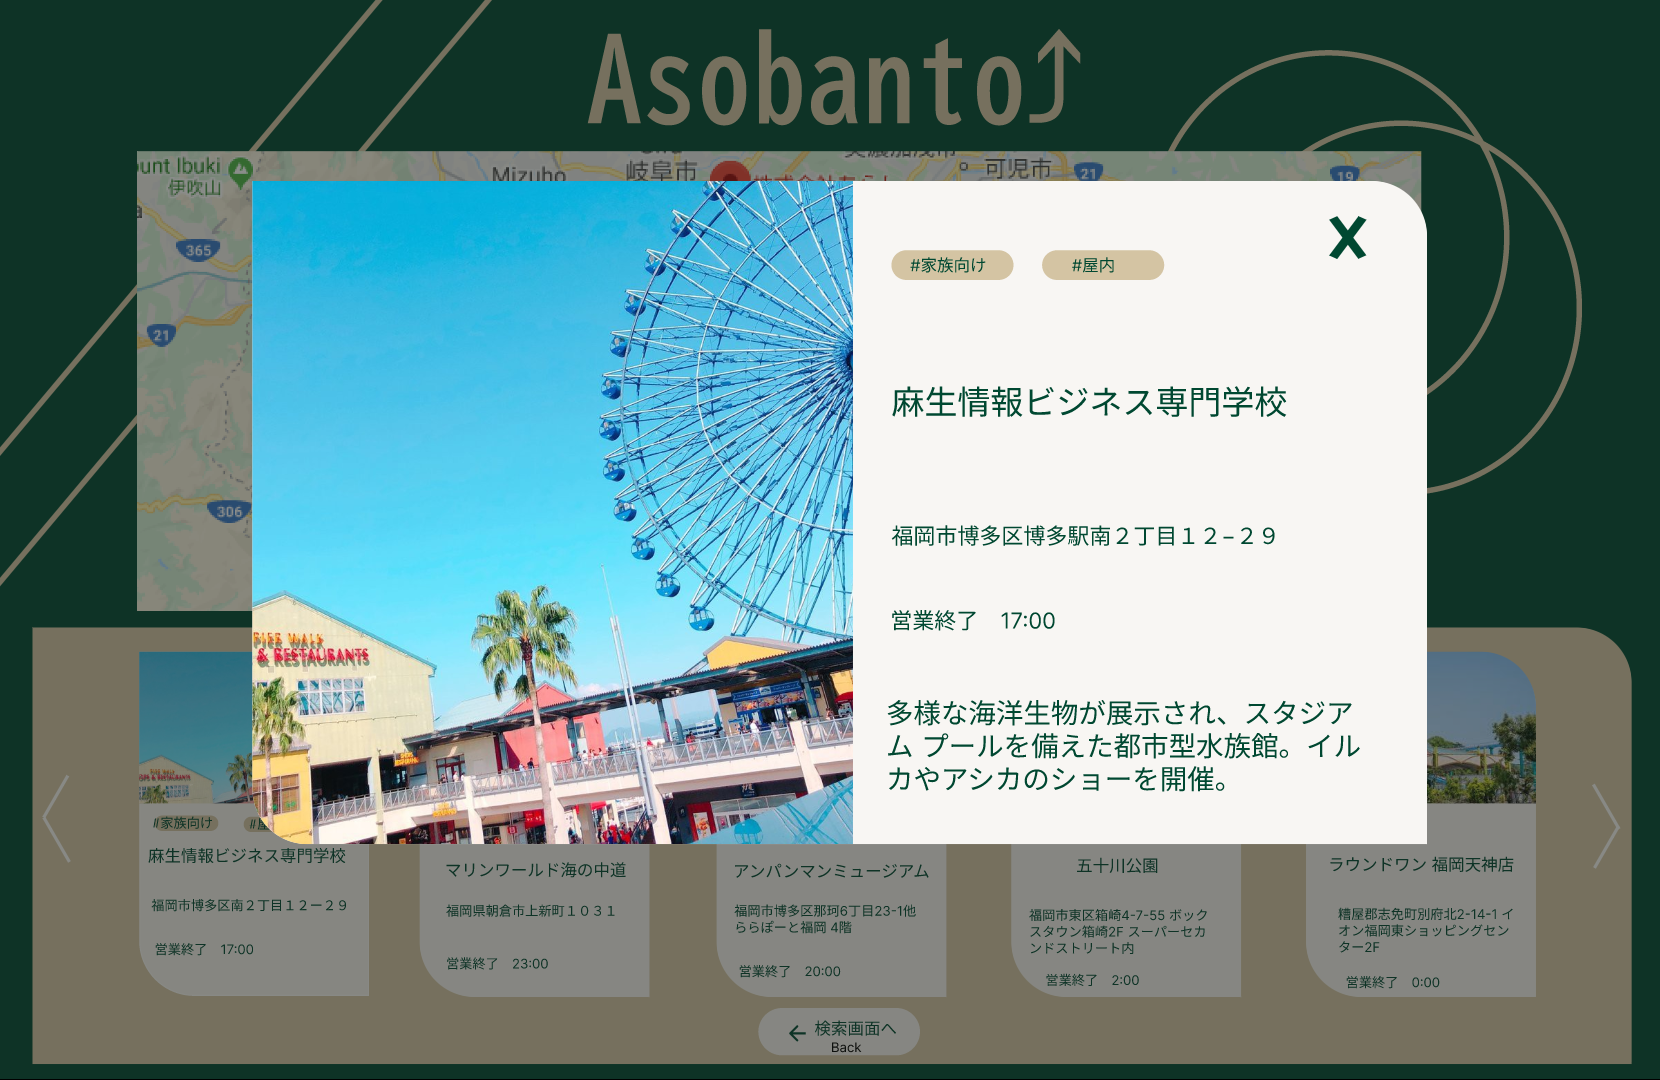 Asobanto⤴
ount Ibuki
伊吹山
Mizuho
岐阜市
可児市
21
19
365
21
306
X
#家族向け
#屋内
麻生情報ビジネス専門学校
福岡市博多区博多駅南２丁目１２−２９
営業終了　17:00
多様な海洋生物が展示され、スタジア
ム プールを備えた都市型水族館。イル
カやアシカのショーを開催。
PIER WALK
& RESTAURANTS
#家族向け
麻生情報ビジネス専門学校
福岡市博多区南２丁目１２ー２９
営業終了　17:00
マリンワールド海の中道
福岡県朝倉市上新町１０３１
営業終了　23:00
アンパンマンミュージアム
福岡市博多区那珂6丁目23-1他
ららぽーと福岡 4階
営業終了　20:00
五十川公園
福岡市東区箱崎4-7-55 ボック
スタウン箱崎2F スーパーセカ
ンドストリート内
営業終了　2:00
ラウンドワン 福岡天神店
糟屋郡志免町別府北2-14-1 イ
オン福岡東ショッピングセン
ター2F
営業終了　0:00
← 検索画面へ
Back